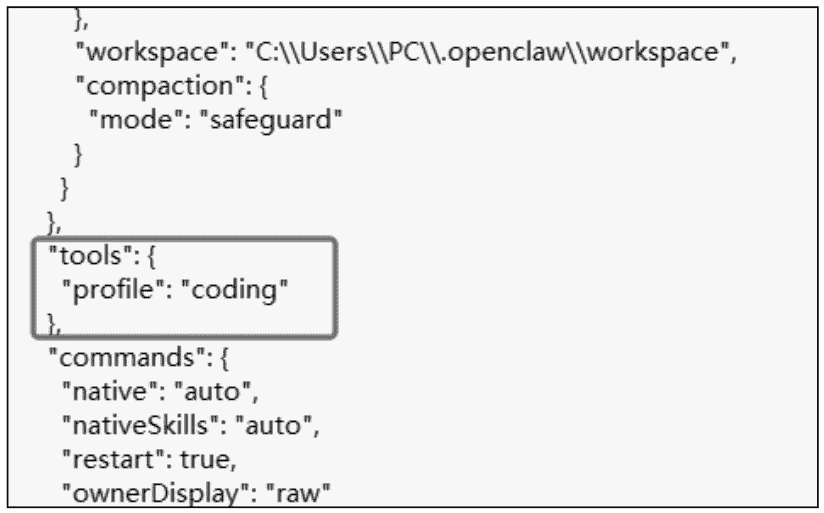 },
"workspace": "C:\\Users\\PC\\.openclaw\\workspace",
"compaction": {
"mode": "safeguard"
}
}
},
"tools": {
"profile": "coding"
},
"commands": {
"native": "auto",
"nativeSkills": "auto",
"restart": true,
"ownerDisplay": "raw"